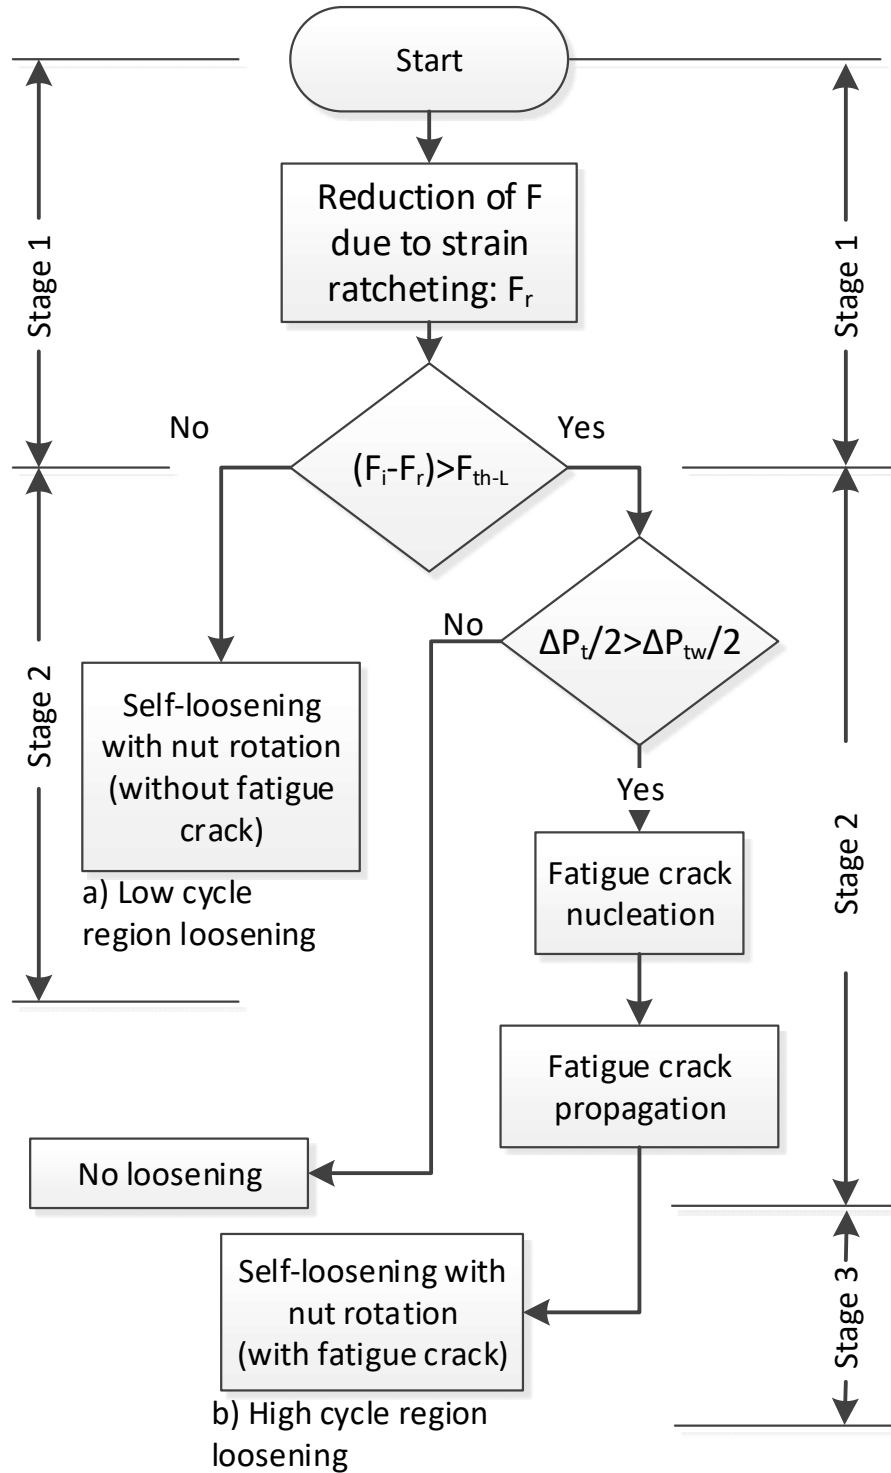 Start
Reduction of F
due to strain
ratcheting: Fr
Stage 1
Stage 1
No
Yes
(Fi-Fr)>Fth-L
No
ΔPt/2>ΔPtw/2
Stage 2
Self-loosening
with nut rotation
(without fatigue
crack)
a) Low cycle
region loosening
Yes
Fatigue crack
nucleation
Stage 2
Fatigue crack
propagation
No loosening
Self-loosening with
nut rotation
(with fatigue crack)
Stage 3
b) High cycle region
loosening